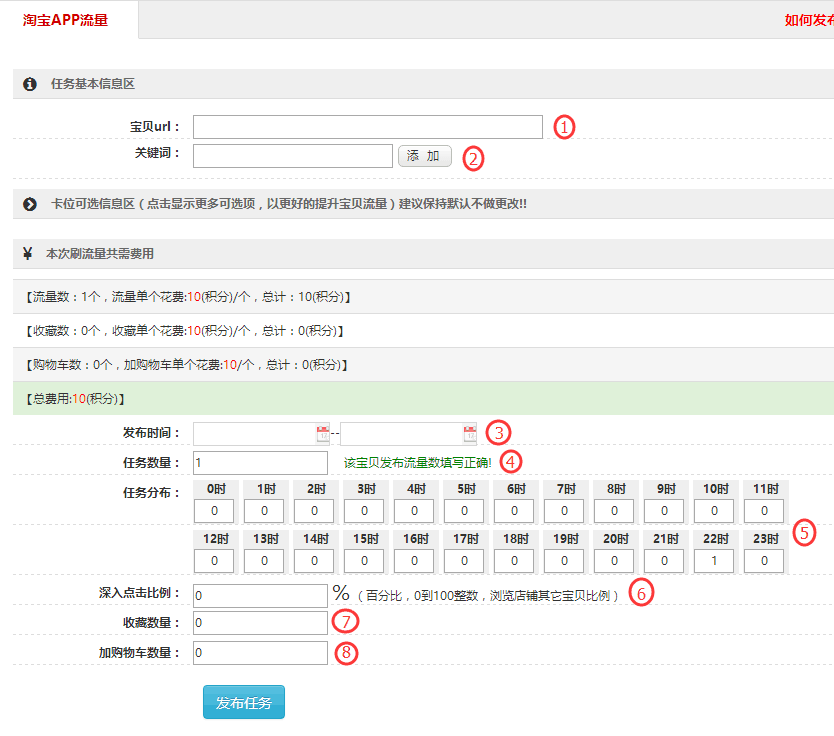 淘宝APP流量 如何发布
任务基本信息区
宝贝url： ①
关键词： 添 加 ②
卡位可选信息区（点击显示更多可选项，以更好的提升宝贝流量）建议保持默认不做更改!!
¥ 本次刷流量共需费用
【流量数：1个，流量单个花费:10(积分)/个，总计：10(积分)】
【收藏数：0个，收藏单个花费:10(积分)/个，总计：0(积分)】
【购物车数：0个，加购物车单个花费:10/个，总计：0(积分)】
【总费用:10(积分)】
发布时间： -- ③
任务数量： 1 该宝贝发布流量数填写正确! ④
任务分布： 0时 1时 2时 3时 4时 5时 6时 7时 8时 9时 10时 11时
0 0 0 0 0 0 0 0 0 0 0 0
12时 13时 14时 15时 16时 17时 18时 19时 20时 21时 22时 23时 ⑤
0 0 0 0 0 0 0 0 0 0 1 0
深入点击比例： 0 %（百分比，0到100整数，浏览店铺其它宝贝比例） ⑥
收藏数量： 0 ⑦
加购物车数量： 0 ⑧
发布任务